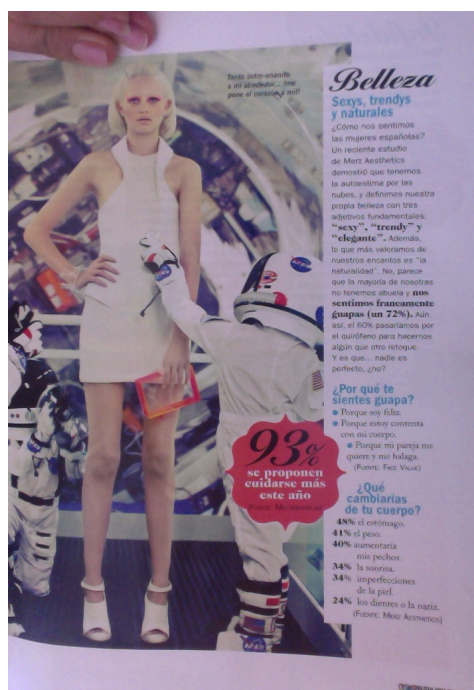 Tanto astro-onando
a mi alrededor... ¡me
pone el corazón a mil!
Belleza
Sexys, trendys
y naturales
¿Cómo nos sentimos
las mujeres españolas?
Un reciente estudio
de Merz Aesthetics
demostró que tenemos
la autoestima por las
nubes, y definimos nuestra
propia belleza con tres
adjetivos fundamentales:
“sexy”, “trendy” y
“elegante”. Además,
lo que más valoramos de
nuestros encantos es “la
naturalidad”. No, parece
que la mayoría de nosotras
no tenemos abuela y nos
sentimos francamente
guapas (un 72%). Aún
así, el 60% pasaríamos por
el quirófano para hacernos
algún que otro retoque.
Y es que... nadie es
perfecto, ¿no?
¿Por qué te
sientes guapa?
● Porque soy feliz.
● Porque estoy contenta
con mi cuerpo.
● Porque mi pareja me
quiere y me halaga.
(Fuente: Face Value)
¿Qué
cambiarías
de tu cuerpo?
48% el estómago.
41% el peso.
40% aumentaría
mis pechos.
34% la sonrisa.
34% imperfecciones
de la piel.
24% los dientes o la nariz.
(Fuente: Merz Aesthetics)
93%
se proponen
cuidarse más
este año
NASA